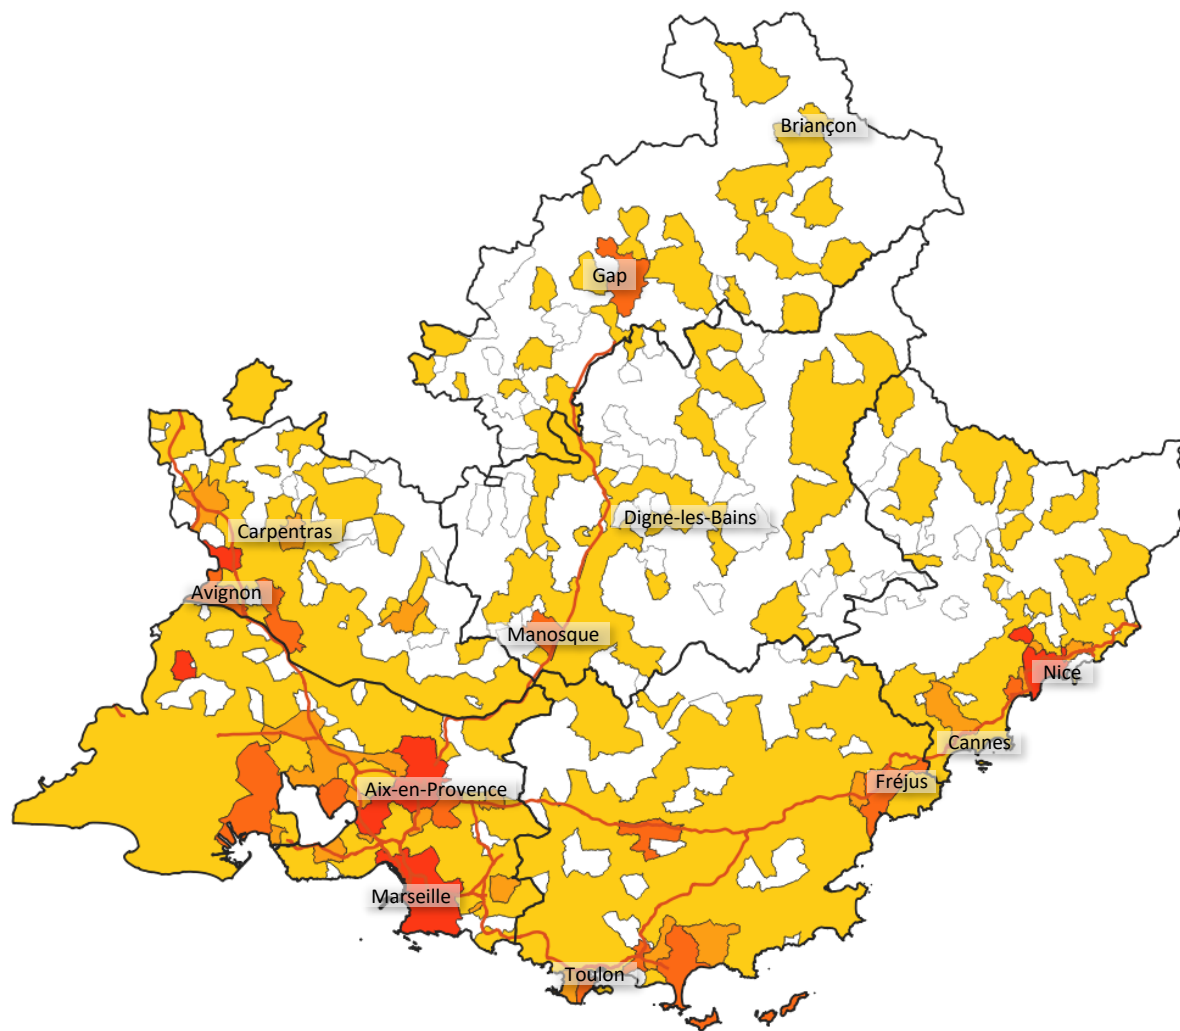 Briançon
Gap
Digne-les-Bains
Carpentras
Avignon
Manosque
Nice
Cannes
Fréjus
Aix-en-Provence
Marseille
Toulon